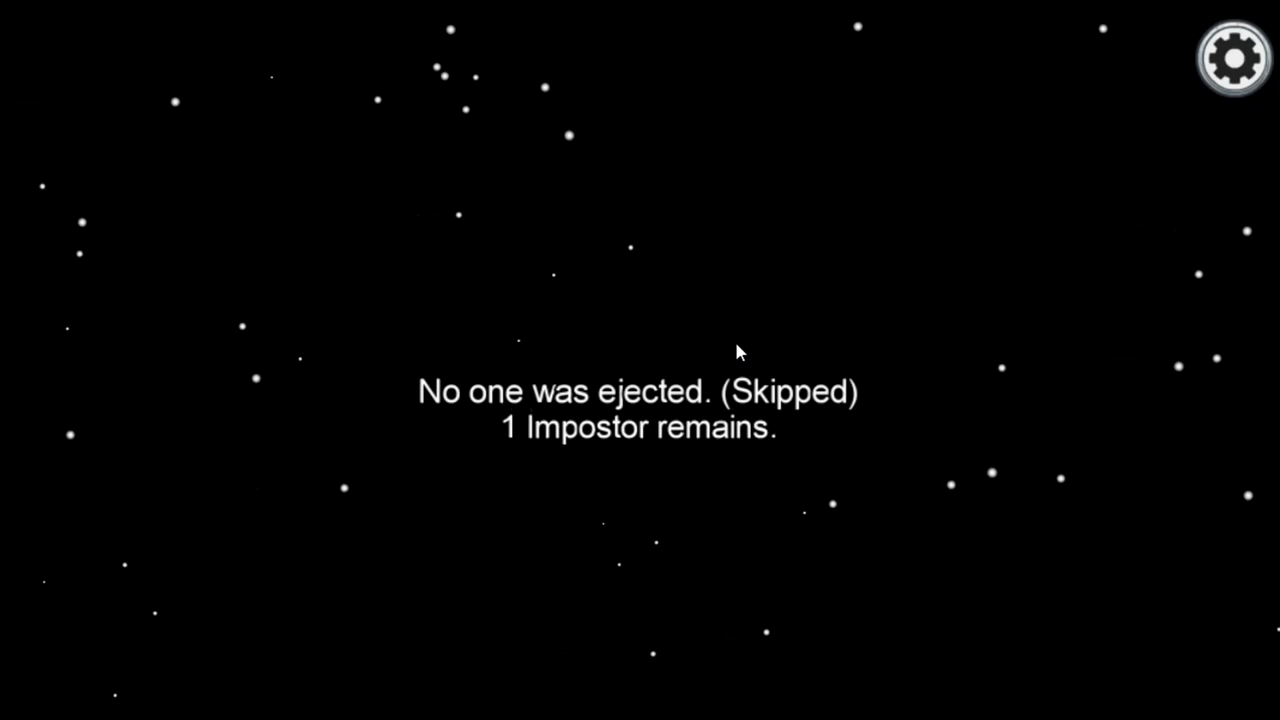 No one was ejected. (Skipped)
1 Impostor remains.